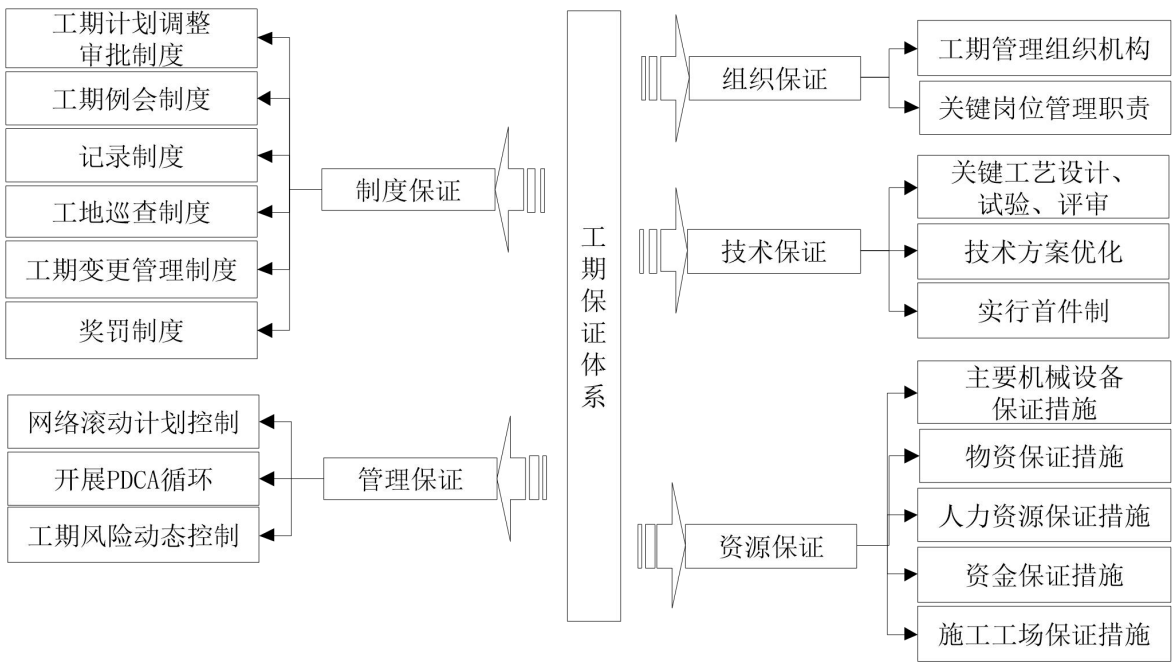 工期计划调整
审批制度
工期例会制度
记录制度
工地巡查制度
工期变更管理制度
奖罚制度
制度保证
网络滚动计划控制
开展PDCA循环
工期风险动态控制
管理保证
工期保证体系
组织保证
工期管理组织机构
关键岗位管理职责
技术保证
关键工艺设计、
试验、评审
技术方案优化
实行首件制
资源保证
主要机械设备
保证措施
物资保证措施
人力资源保证措施
资金保证措施
施工工场保证措施